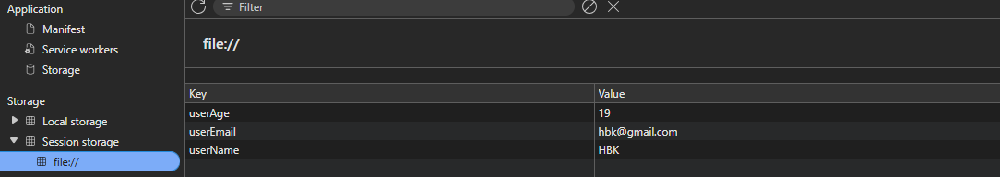 Application
Manifest
Service workers
Storage
Storage
Local storage
Session storage
file://
Filter
file://
Key Value
userAge 19
userEmail hbk@gmail.com
userName HBK